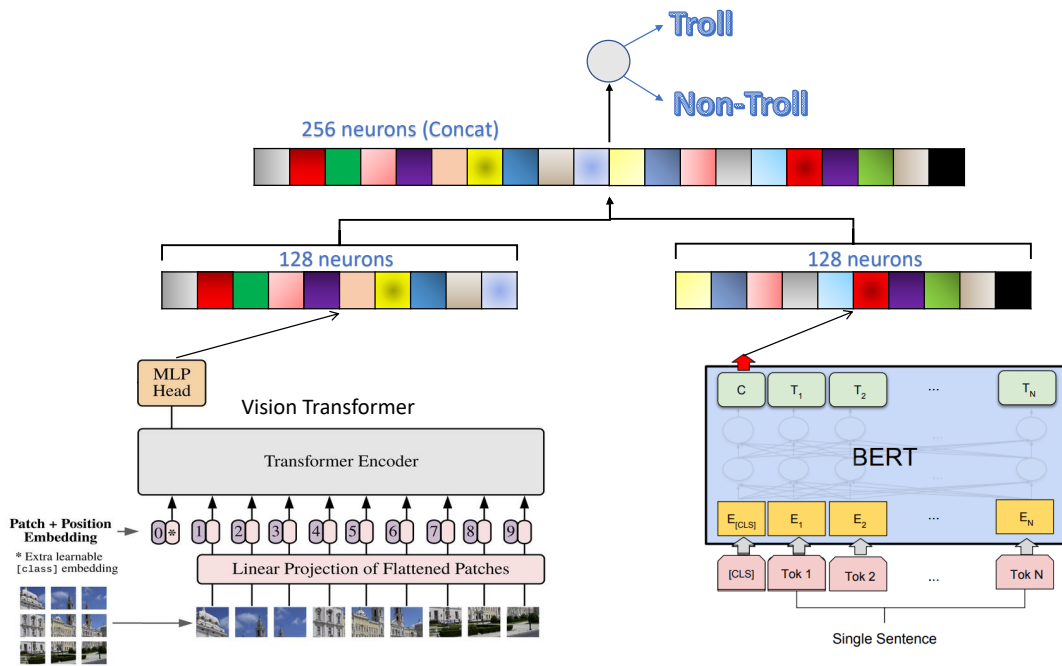 Troll
Non-Troll
256 neurons (Concat)
128 neurons
128 neurons
MLP
Head
Vision Transformer
Transformer Encoder
Patch + Position
Embedding
* Extra learnable
[class] embedding
0 * 1 2 3 4 5 6 7 8 9
Linear Projection of Flattened Patches
C T1 T2 ... TN
...
...
BERT
E[CLS] E1 E2 ... EN
[CLS] Tok 1 Tok 2 ... Tok N
Single Sentence